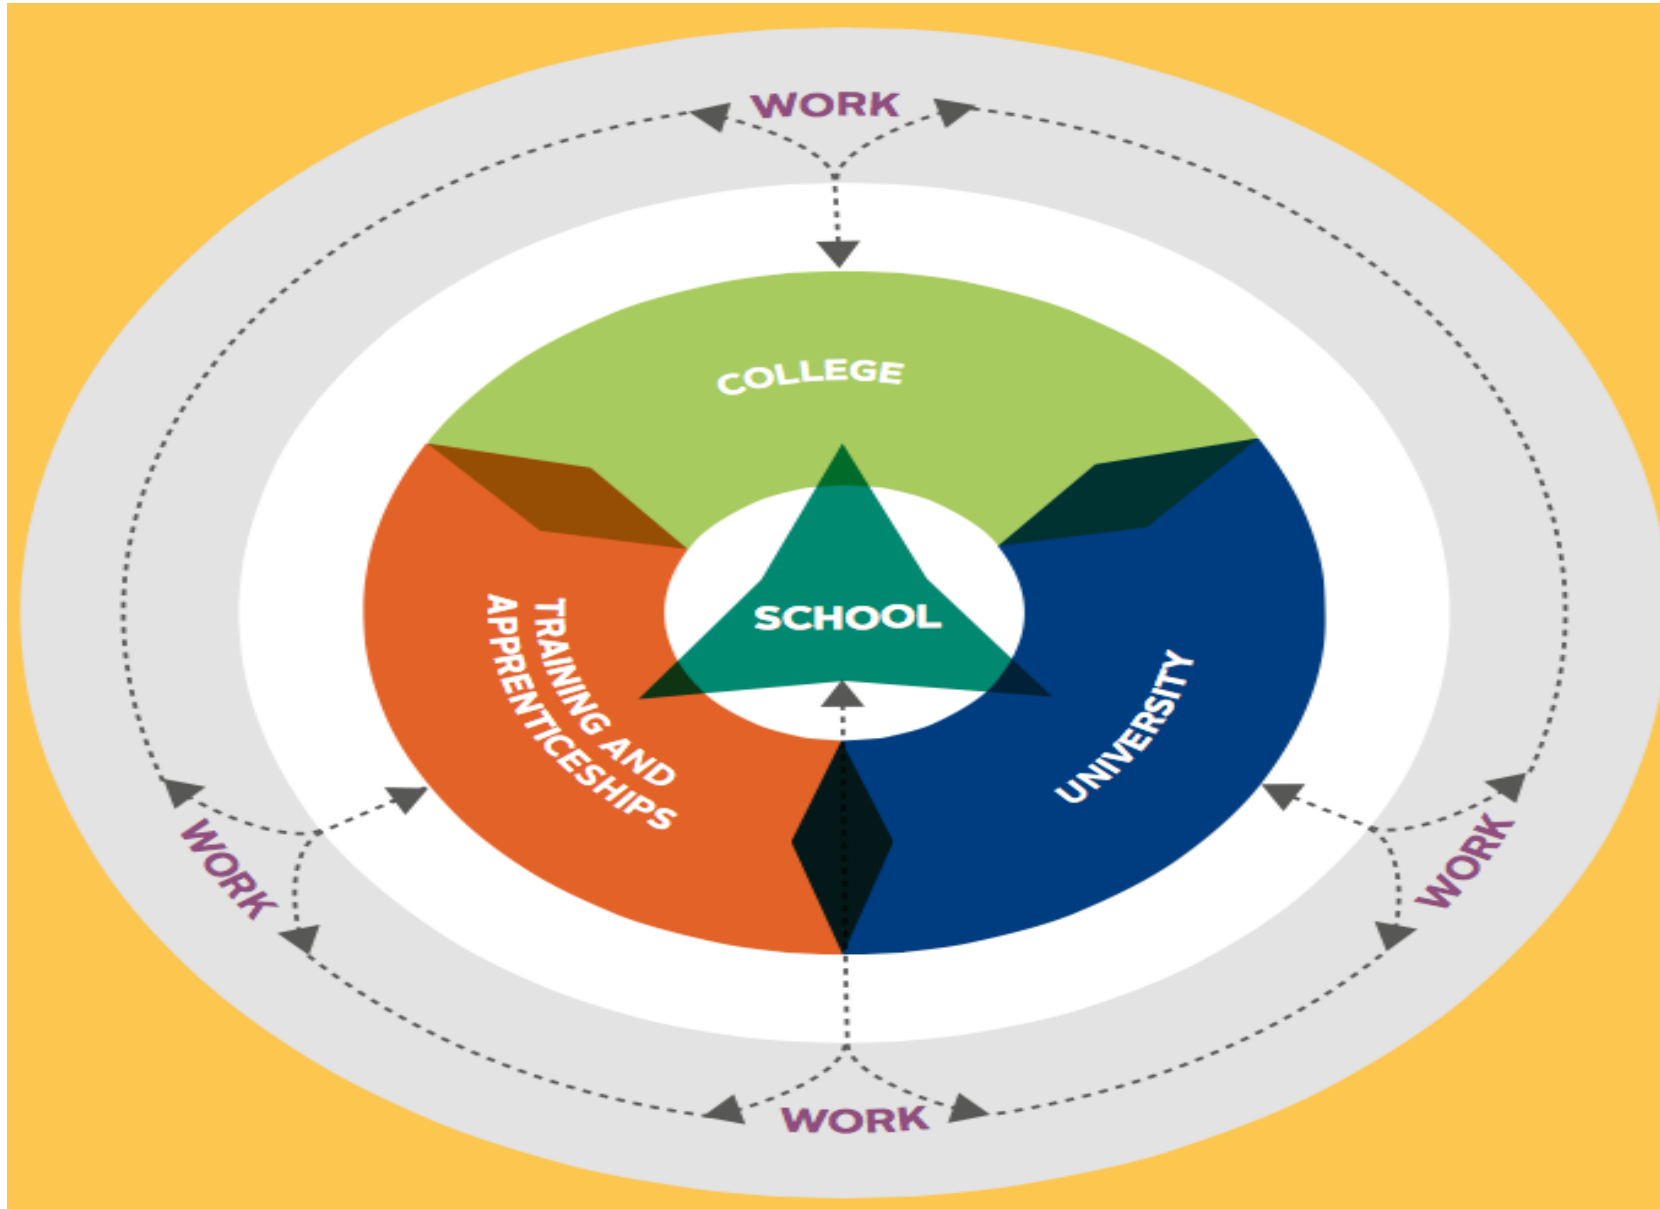 WORK
COLLEGE
SCHOOL
TRAINING AND
APPRENTICESHIPS
UNIVERSITY
WORK
WORK
WORK